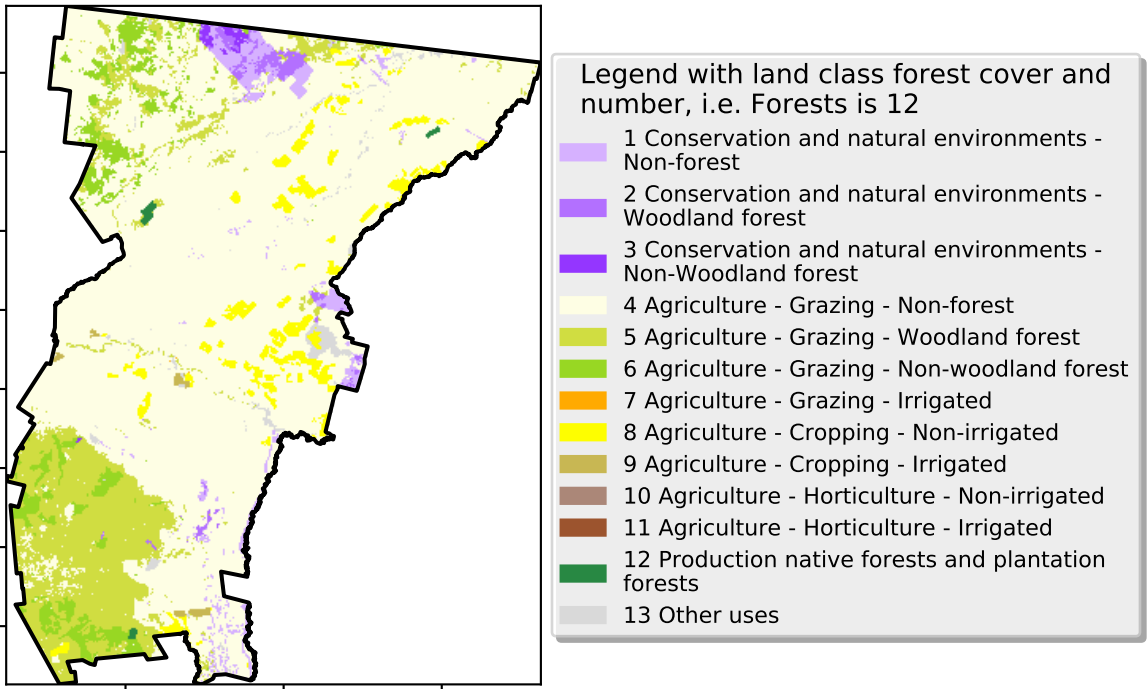 Legend with land class forest cover and
number, i.e. Forests is 12
1 Conservation and natural environments -
Non-forest
2 Conservation and natural environments -
Woodland forest
3 Conservation and natural environments -
Non-Woodland forest
4 Agriculture - Grazing - Non-forest
5 Agriculture - Grazing - Woodland forest
6 Agriculture - Grazing - Non-woodland forest
7 Agriculture - Grazing - Irrigated
8 Agriculture - Cropping - Non-irrigated
9 Agriculture - Cropping - Irrigated
10 Agriculture - Horticulture - Non-irrigated
11 Agriculture - Horticulture - Irrigated
12 Production native forests and plantation
forests
13 Other uses